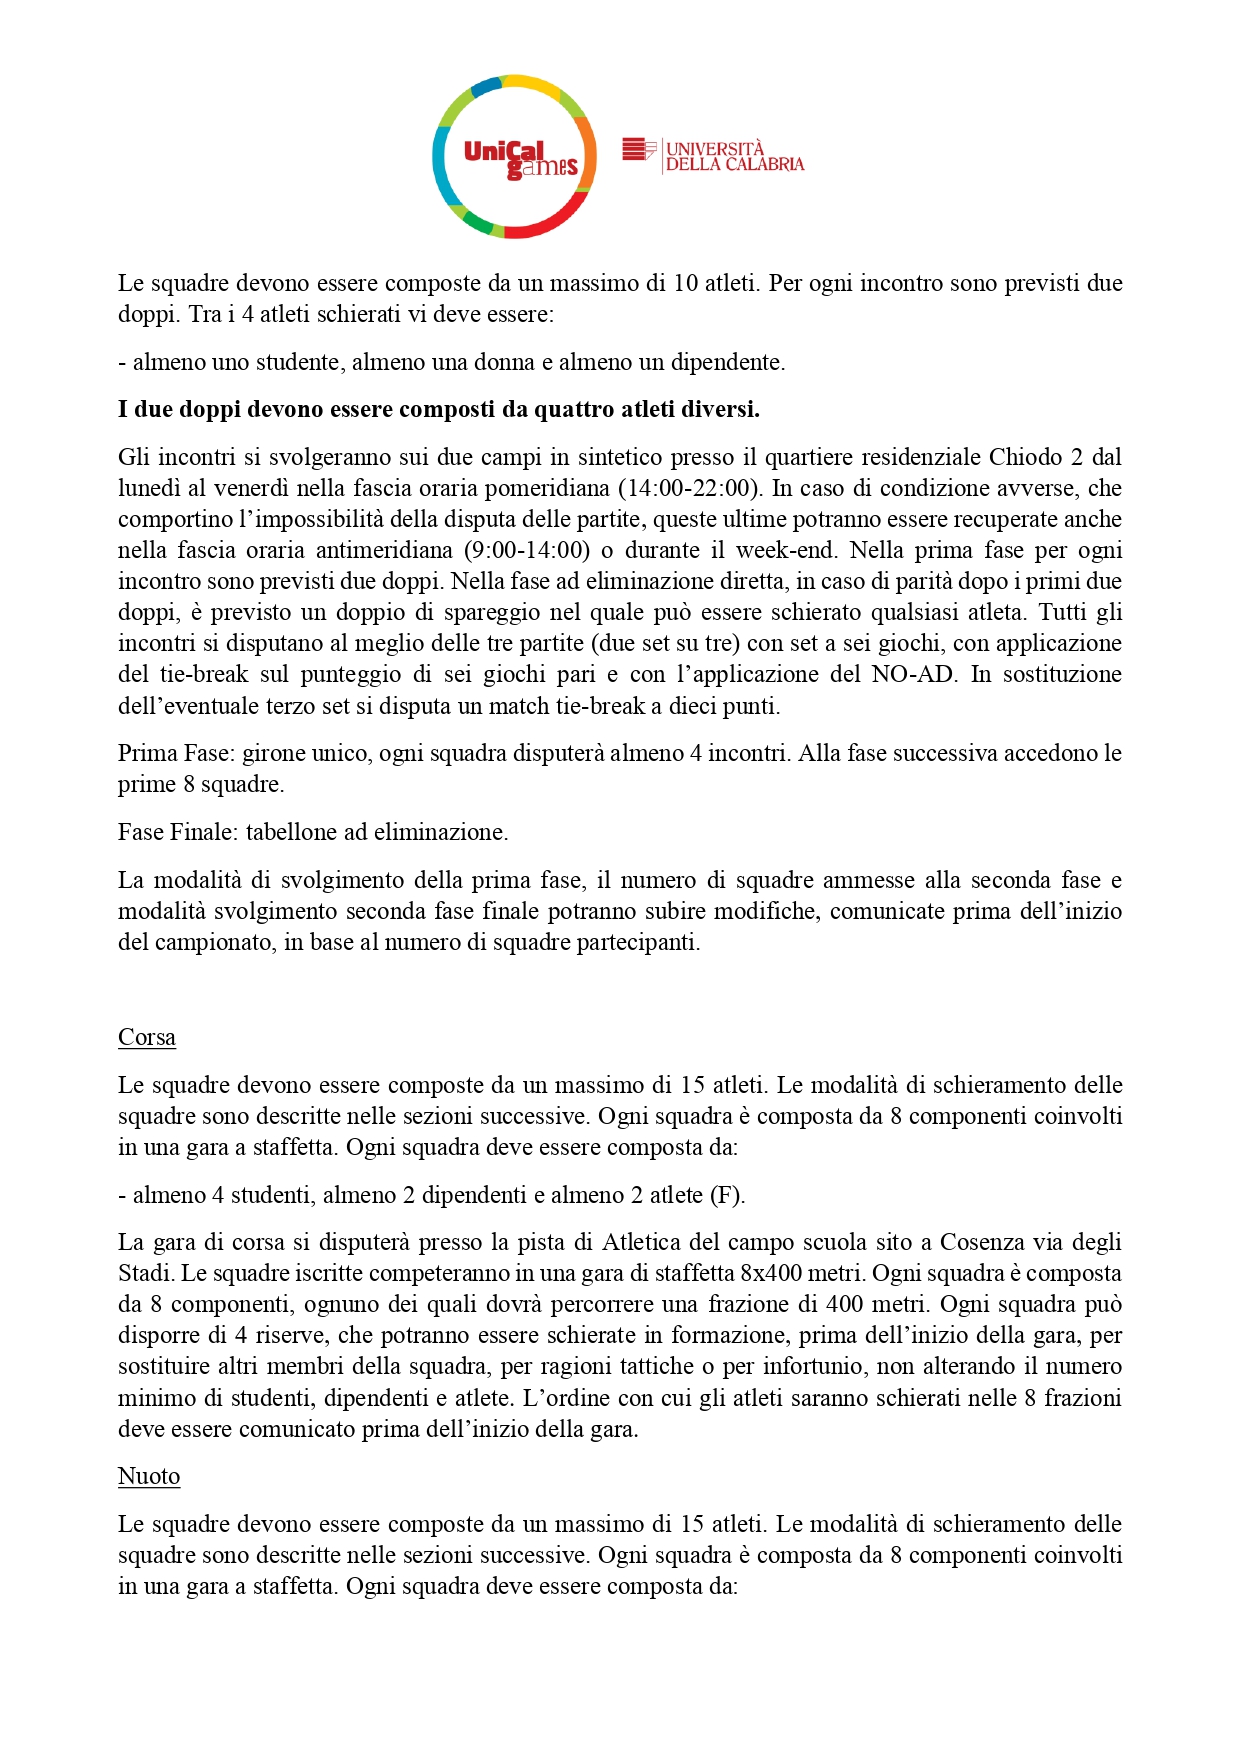 UniCal
games
UNIVERSITÀ
DELLA CALABRIA
Le squadre devono essere composte da un massimo di 10 atleti. Per ogni incontro sono previsti due
doppi. Tra i 4 atleti schierati vi deve essere:
- almeno uno studente, almeno una donna e almeno un dipendente.
I due doppi devono essere composti da quattro atleti diversi.
Gli incontri si svolgeranno sui due campi in sintetico presso il quartiere residenziale Chiodo 2 dal
lunedì al venerdì nella fascia oraria pomeridiana (14:00-22:00). In caso di condizione avverse, che
comportino l’impossibilità della disputa delle partite, queste ultime potranno essere recuperate anche
nella fascia oraria antimeridiana (9:00-14:00) o durante il week-end. Nella prima fase per ogni
incontro sono previsti due doppi. Nella fase ad eliminazione diretta, in caso di parità dopo i primi due
doppi, è previsto un doppio di spareggio nel quale può essere schierato qualsiasi atleta. Tutti gli
incontri si disputano al meglio delle tre partite (due set su tre) con set a sei giochi, con applicazione
del tie-break sul punteggio di sei giochi pari e con l’applicazione del NO-AD. In sostituzione
dell’eventuale terzo set si disputa un match tie-break a dieci punti.
Prima Fase: girone unico, ogni squadra disputerà almeno 4 incontri. Alla fase successiva accedono le
prime 8 squadre.
Fase Finale: tabellone ad eliminazione.
La modalità di svolgimento della prima fase, il numero di squadre ammesse alla seconda fase e
modalità svolgimento seconda fase finale potranno subire modifiche, comunicate prima dell’inizio
del campionato, in base al numero di squadre partecipanti.
Corsa
Le squadre devono essere composte da un massimo di 15 atleti. Le modalità di schieramento delle
squadre sono descritte nelle sezioni successive. Ogni squadra è composta da 8 componenti coinvolti
in una gara a staffetta. Ogni squadra deve essere composta da:
- almeno 4 studenti, almeno 2 dipendenti e almeno 2 atlete (F).
La gara di corsa si disputerà presso la pista di Atletica del campo scuola sito a Cosenza via degli
Stadi. Le squadre iscritte competeranno in una gara di staffetta 8x400 metri. Ogni squadra è composta
da 8 componenti, ognuno dei quali dovrà percorrere una frazione di 400 metri. Ogni squadra può
disporre di 4 riserve, che potranno essere schierate in formazione, prima dell’inizio della gara, per
sostituire altri membri della squadra, per ragioni tattiche o per infortunio, non alterando il numero
minimo di studenti, dipendenti e atlete. L’ordine con cui gli atleti saranno schierati nelle 8 frazioni
deve essere comunicato prima dell’inizio della gara.
Nuoto
Le squadre devono essere composte da un massimo di 15 atleti. Le modalità di schieramento delle
squadre sono descritte nelle sezioni successive. Ogni squadra è composta da 8 componenti coinvolti
in una gara a staffetta. Ogni squadra deve essere composta da: